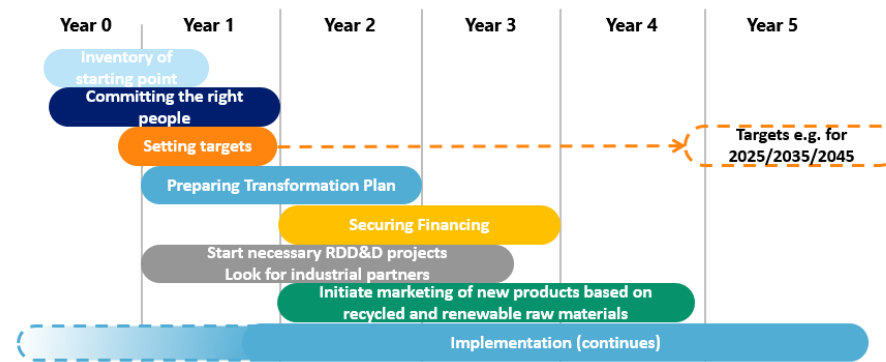 Year 0 Year 1 Year 2 Year 3 Year 4 Year 5
Inventory of
starting point
Committing the right
people
Setting targets
Targets e.g. for
2025/2035/2045
Preparing Transformation Plan
Securing Financing
Start necessary RDD&D projects
Look for industrial partners
Initiate marketing of new products based on
recycled and renewable raw materials
Implementation (continues)